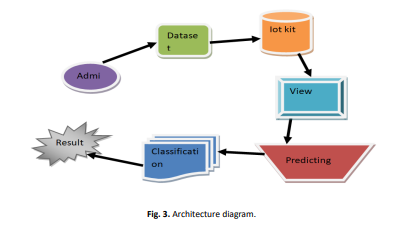 Iot kit
Datase
t
Admi
View
Result
Classificati
on
Predicting
Fig. 3. Architecture diagram.